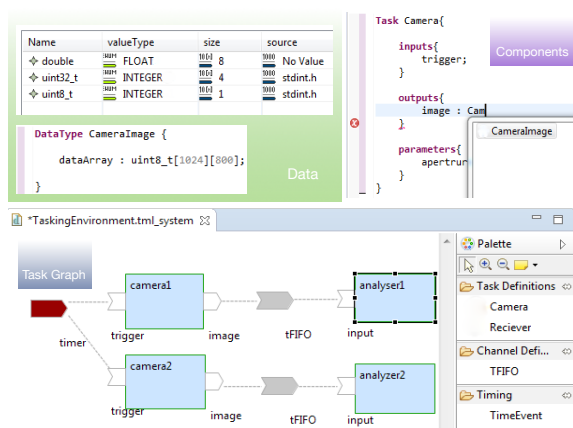 Name valueType size source
double FLOAT 8 No Value
uint32_t INTEGER 4 stdint.h
uint8_t INTEGER 1 stdint.h
DataType CameraImage {
dataArray : uint8_t[1024][800];
}
Data
Task Camera{
inputs{
trigger;
}
outputs{
image : Cam
}
parameters{
apertrur
}
}
Components
CameraImage
*TaskingEnvironment.tml_system
Task Graph
timer
camera1
trigger
image
tFIFO
analyser1
input
camera2
trigger
image
tFIFO
analyzer2
input
Palette
Task Definitions
Camera
Reciever
Channel Defi...
TFIFO
Timing
TimeEvent